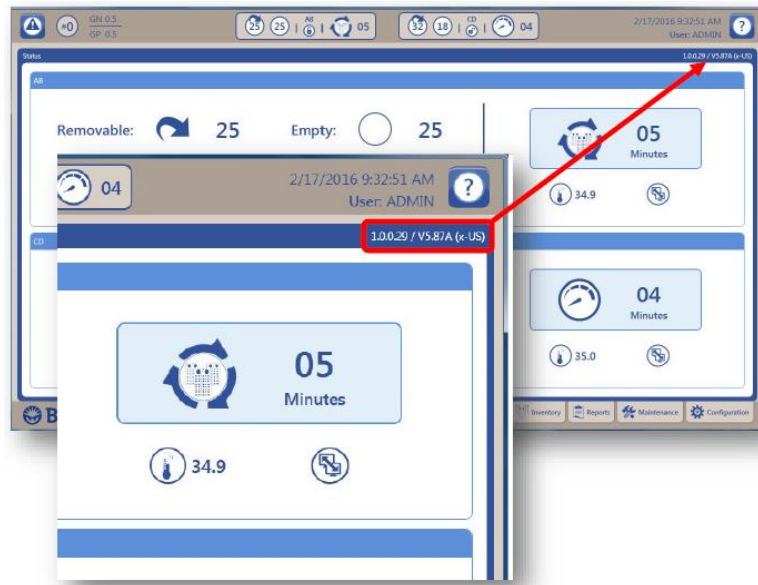 #0
GN 0.5
GP 0.5
25 25 AB 05
32 18 CD 04
2/17/2016 9:32:51 AM
User: ADMIN
?
Status
1.0.0.29 / V5.87A (x-US)
AB
Removable: 25 Empty: 25
05
Minutes
34.9
CD
04
Minutes
35.0
B
Inventory Reports Maintenance Configuration
04
2/17/2016 9:32:51 AM
User: ADMIN
?
1.0.0.29 / V5.87A (x-US)
05
Minutes
34.9